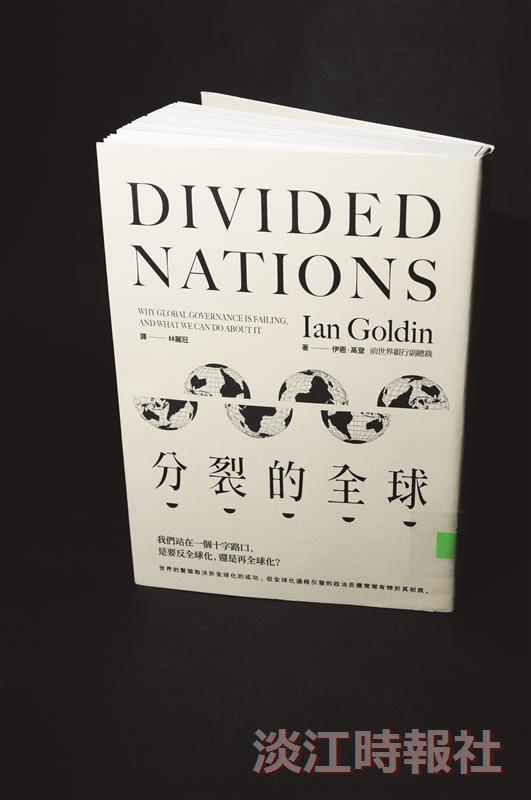 DIVIDED
NATIONS
WHY GLOBAL GOVERNANCE IS FAILING,
AND WHAT WE CAN DO ABOUT IT
譯——林麗冠
Ian Goldin
著——伊恩·高登 前世界銀行副總裁
分裂的全球
我們站在一個十字路口,
是要反全球化,還是再全球化?
世界的繁榮取決於全球化的成功,但全球化過程引發的政治反應常常有悖於其初衷。
淡江時報社